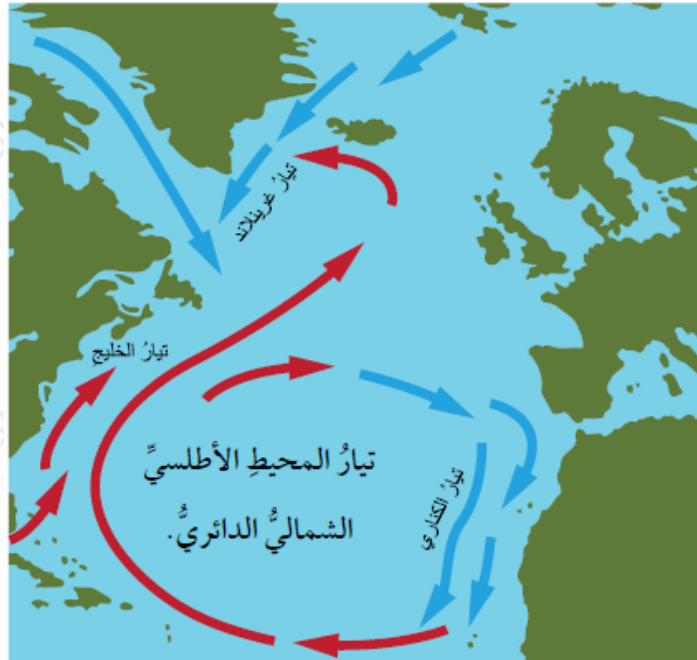 تيارُ غرينلاند
تيارُ الخليجِ
تيارُ المحيطِ الأطلسيِّ
الشماليُّ الدائريُّ.
تيارُ الكناري